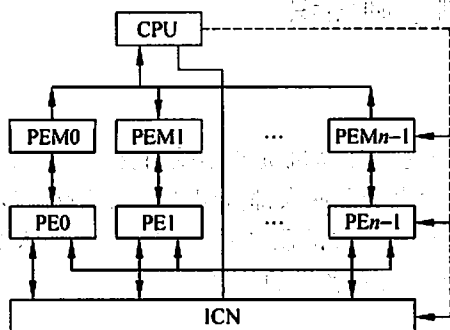 CPU
PEM0 PEM1 ... PEMn-1
PE0 PE1 ... PEn-1
ICN